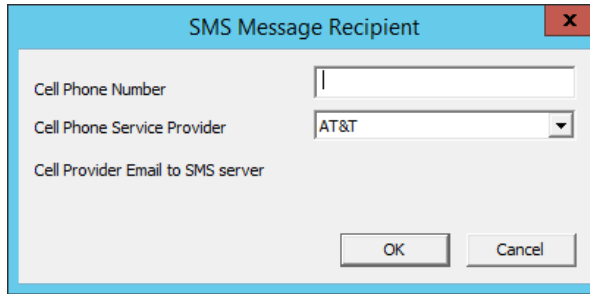 SMS Message Recipient
x
Cell Phone Number
Cell Phone Service Provider AT&T
Cell Provider Email to SMS server
OK Cancel